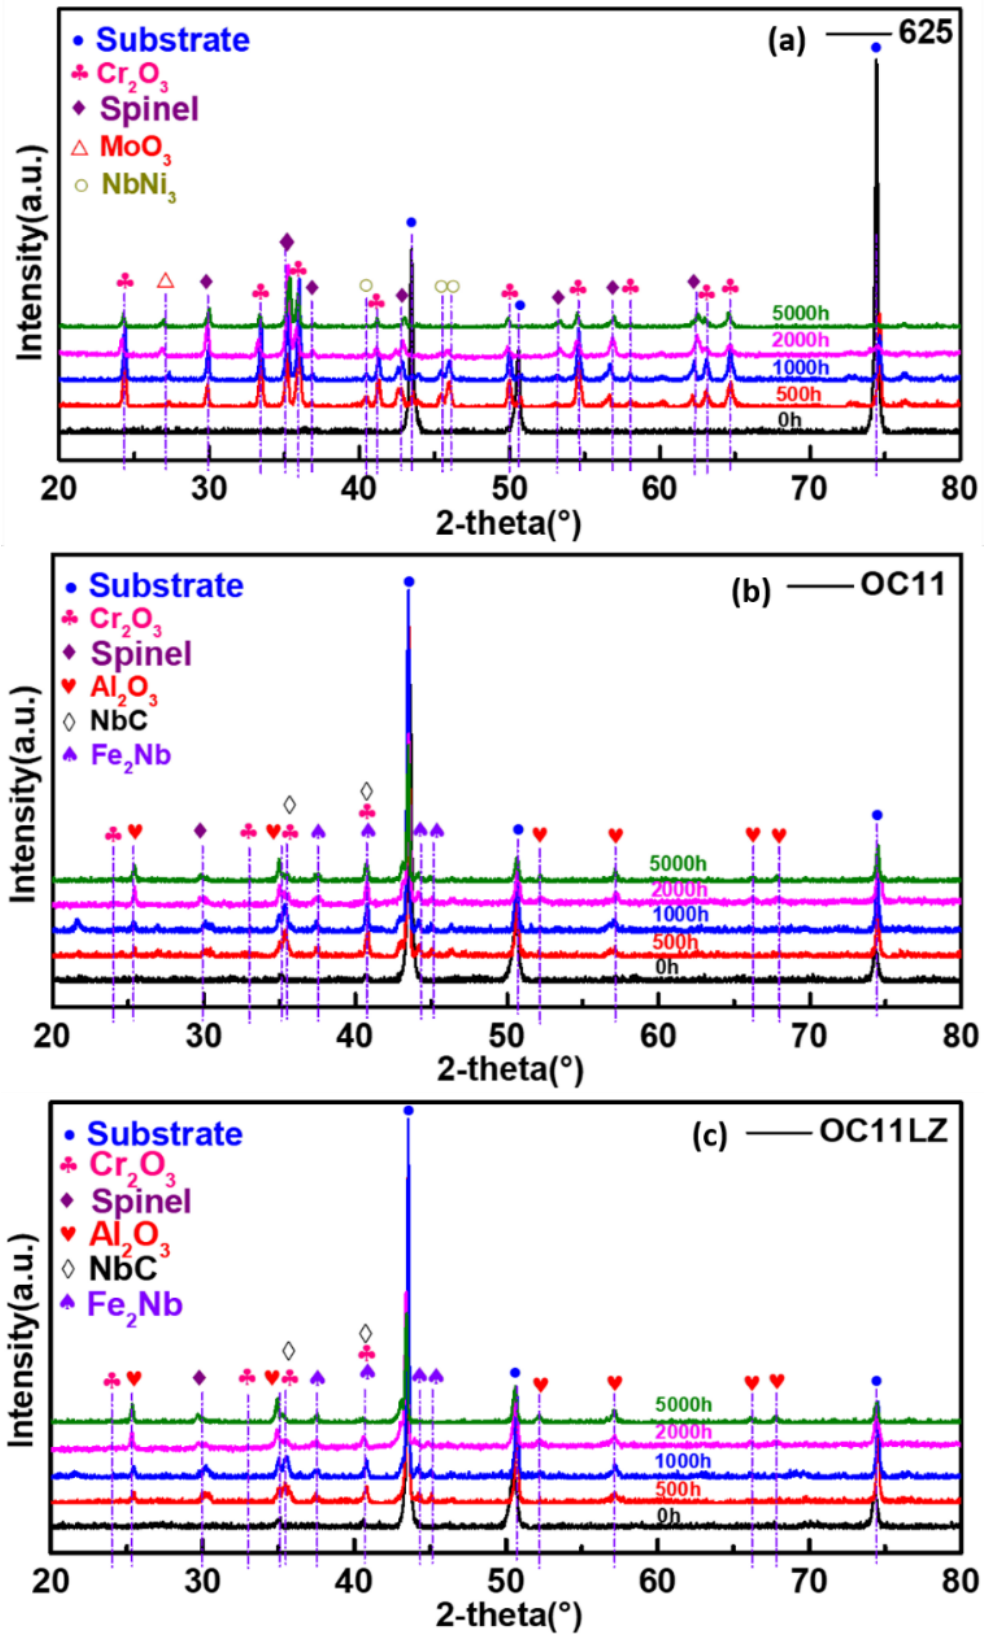 (a) — 625
• Substrate
♣ Cr₂O₃
♦ Spinel
△ MoO₃
○ NbNi₃
Intensity(a.u.)
5000h
2000h
1000h
500h
0h
20 30 40 50 60 70 80
2-theta(°)
(b) — OC11
• Substrate
♣ Cr₂O₃
♦ Spinel
♥ Al₂O₃
◊ NbC
♠ Fe₂Nb
Intensity(a.u.)
5000h
2000h
1000h
500h
0h
20 30 40 50 60 70 80
2-theta(°)
(c) — OC11LZ
• Substrate
♣ Cr₂O₃
♦ Spinel
♥ Al₂O₃
◊ NbC
♠ Fe₂Nb
Intensity(a.u.)
5000h
2000h
1000h
500h
0h
20 30 40 50 60 70 80
2-theta(°)